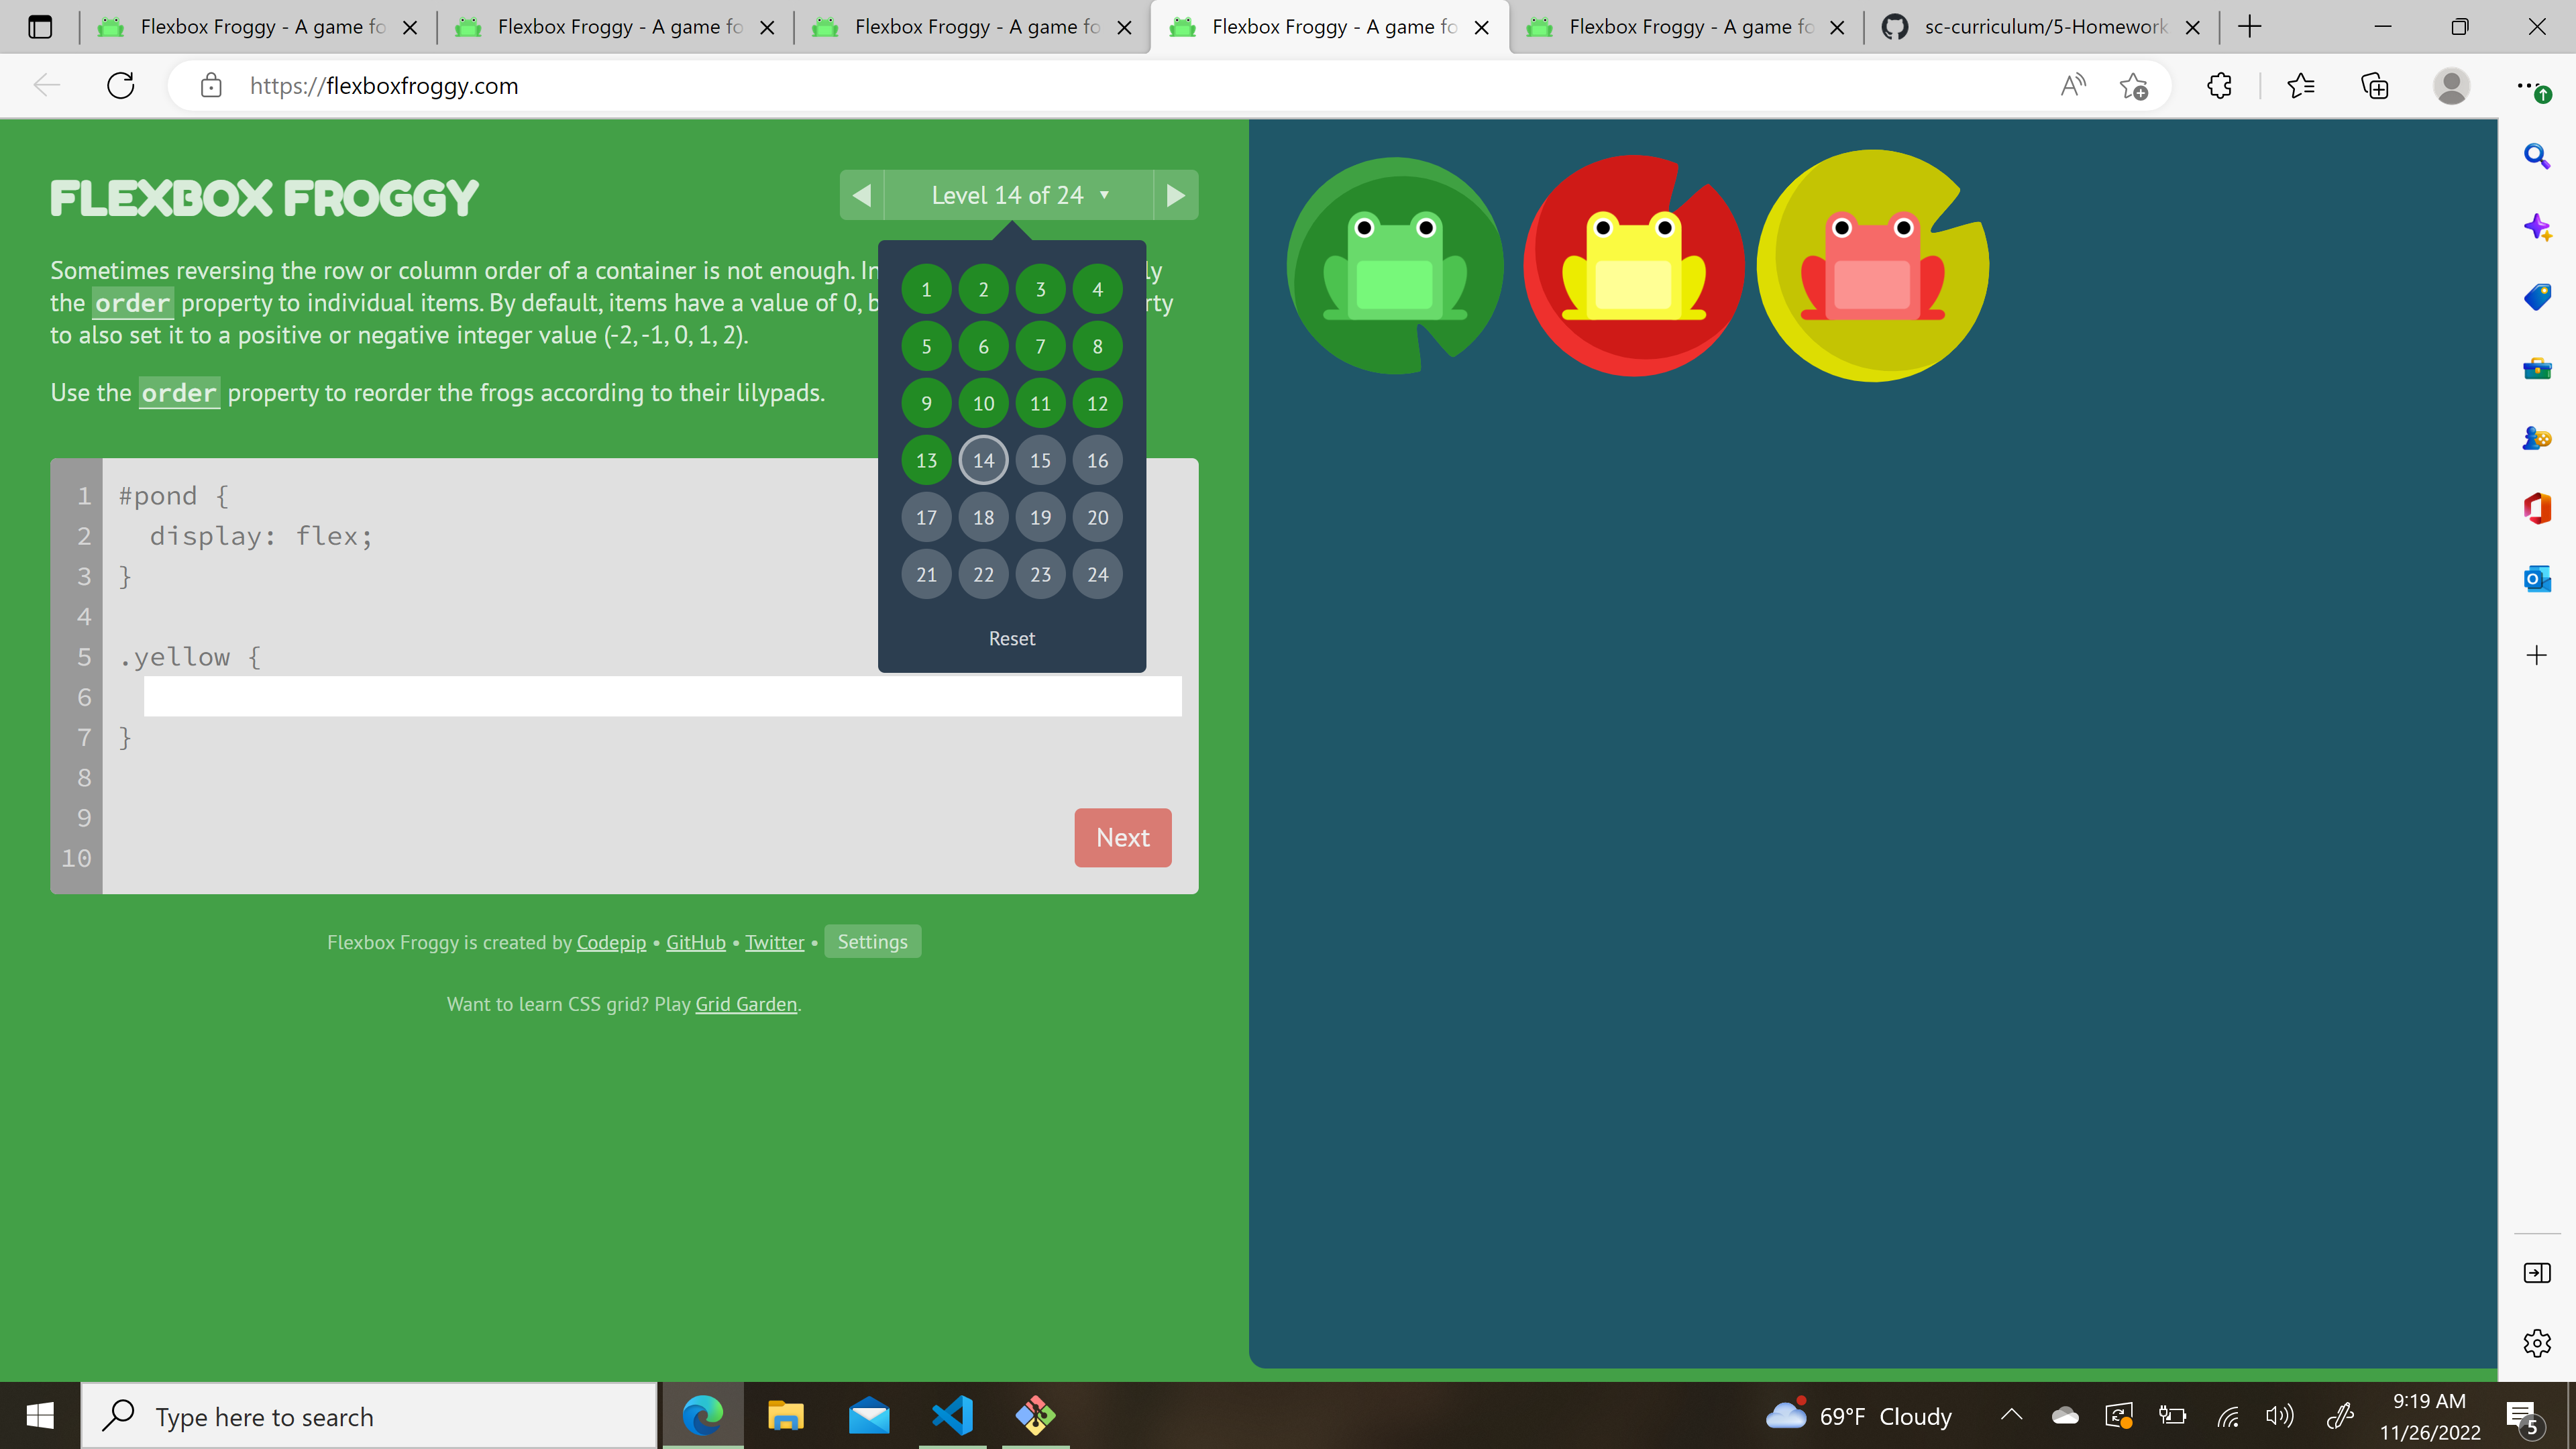 Flexbox Froggy - A game fo
Flexbox Froggy - A game fo
Flexbox Froggy - A game fo
Flexbox Froggy - A game fo
Flexbox Froggy - A game fo
sc-curriculum/5-Homework
https://flexboxfroggy.com
FLEXBOX FROGGY
Level 14 of 24 ▼
Sometimes reversing the row or column order of a container is not enough. In ly
the order property to individual items. By default, items have a value of 0, b rty
to also set it to a positive or negative integer value (-2, -1, 0, 1, 2).
Use the order property to reorder the frogs according to their lilypads.
1 2 3 4
5 6 7 8
9 10 11 12
13 14 15 16
17 18 19 20
21 22 23 24
Reset
1 #pond {
2 display: flex;
3 }
4
5 .yellow {
6
7 }
8
9
10
Next
Flexbox Froggy is created by Codepip • GitHub • Twitter • Settings
Want to learn CSS grid? Play Grid Garden.
Type here to search
69°F Cloudy
9:19 AM
11/26/2022
5